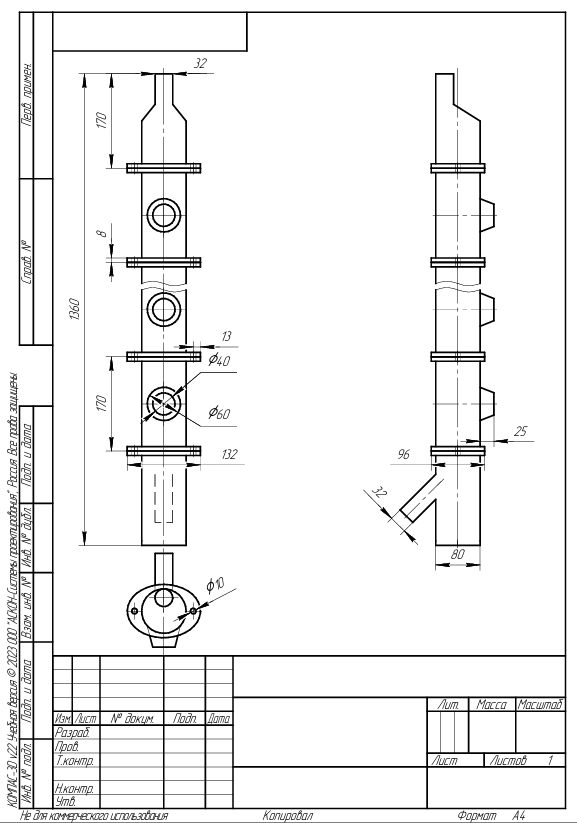 Перв. примен.
Справ. №
Подп. и дата
Инв. № дубл.
Взам. инв. №
Подп. и дата
Инв. № подл.
КОМПАС-3D v22 Учебная версия © 2023 ООО "АСКОН-Системы проектирования", Россия. Все права защищены.
32
170
8
1360
13
Ф40
170
Ф60
132
25
96
32
80
Ф10
Лит. Масса Масштаб
Изм Лист № докум. Подп. Дата
Разраб.
Пров.
Т.контр.
Лист Листов 1
Н.контр.
Утв.
Не для коммерческого использования Копировал Формат А4